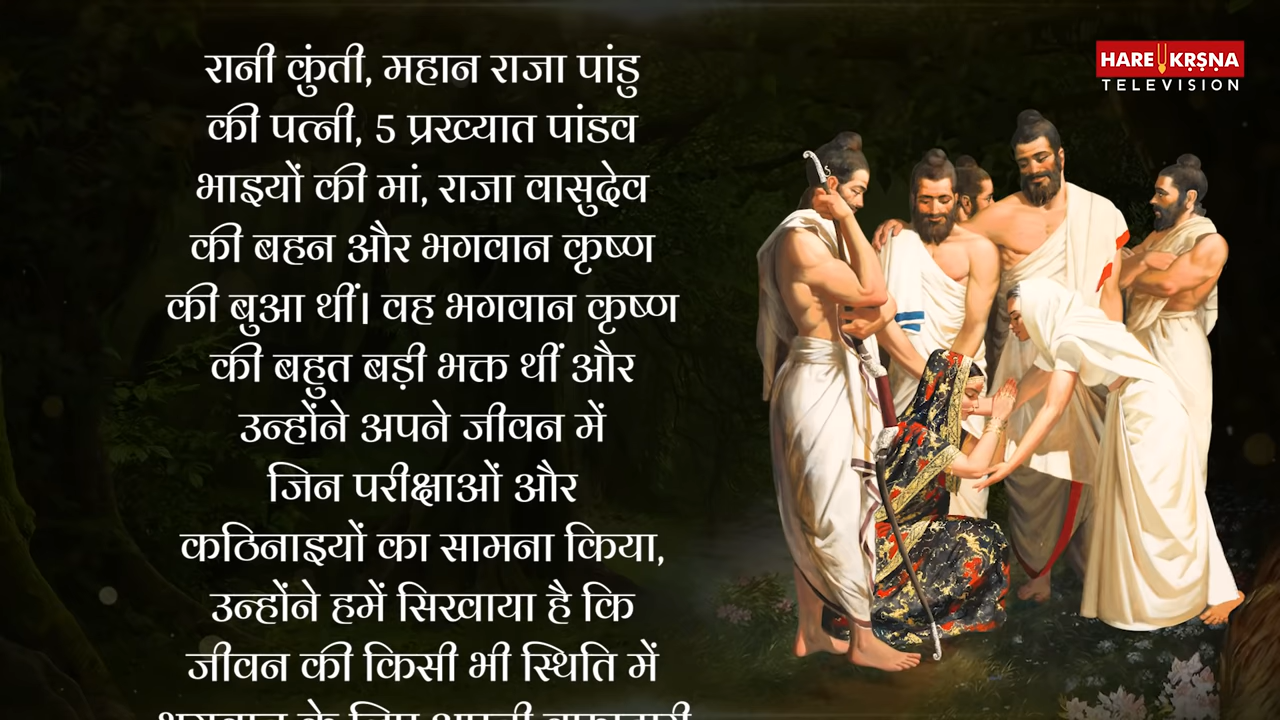 रानी कुंती, महान राजा पांडु
की पत्नी, 5 प्रख्यात पांडव
भाइयों की मां, राजा वासुदेव
की बहन और भगवान कृष्ण
की बुआ थीं। वह भगवान कृष्ण
की बहुत बड़ी भक्त थीं और
उन्होंने अपने जीवन में
जिन परीक्षाओं और
कठिनाइयों का सामना किया,
उन्होंने हमें सिखाया है कि
जीवन की किसी भी स्थिति में
HARE KṚṢṆA
TELEVISION